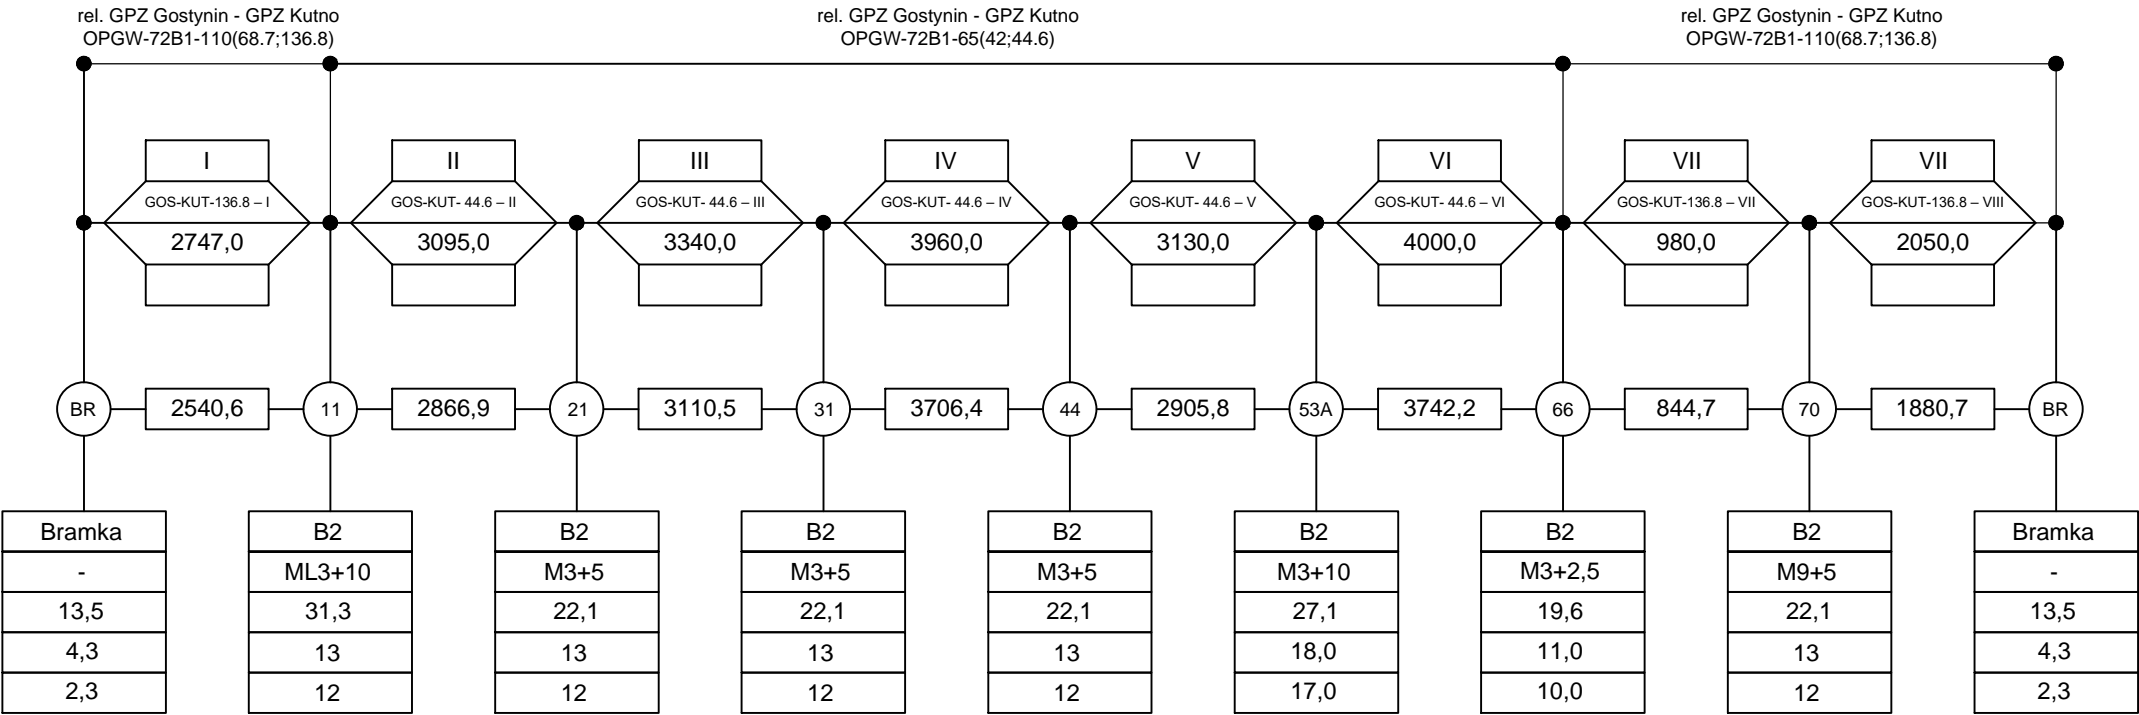 rel. GPZ Gostynin - GPZ Kutno
OPGW-72B1-110(68.7;136.8)
rel. GPZ Gostynin - GPZ Kutno
OPGW-72B1-65(42;44.6)
rel. GPZ Gostynin - GPZ Kutno
OPGW-72B1-110(68.7;136.8)
I II III IV V VI VII VII
GOS-KUT-136.8 – I GOS-KUT- 44.6 – II GOS-KUT- 44.6 – III GOS-KUT- 44.6 – IV GOS-KUT- 44.6 – V GOS-KUT- 44.6 – VI GOS-KUT-136.8 – VII GOS-KUT-136.8 – VIII
2747,0 3095,0 3340,0 3960,0 3130,0 4000,0 980,0 2050,0
BR 2540,6 11 2866,9 21 3110,5 31 3706,4 44 2905,8 53A 3742,2 66 844,7 70 1880,7 BR
Bramka B2 B2 B2 B2 B2 B2 B2 Bramka
- ML3+10 M3+5 M3+5 M3+5 M3+10 M3+2,5 M9+5 -
13,5 31,3 22,1 22,1 22,1 27,1 19,6 22,1 13,5
4,3 13 13 13 13 18,0 11,0 13 4,3
2,3 12 12 12 12 17,0 10,0 12 2,3